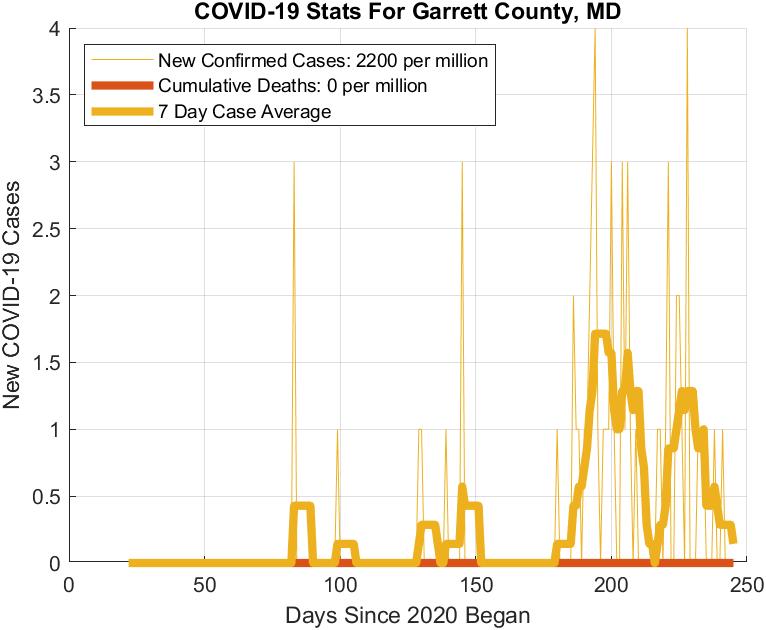 COVID-19 Stats For Garrett County, MD
New Confirmed Cases: 2200 per million
Cumulative Deaths: 0 per million
7 Day Case Average
New COVID-19 Cases
4
3.5
3
2.5
2
1.5
1
0.5
0
0 50 100 150 200 250
Days Since 2020 Began